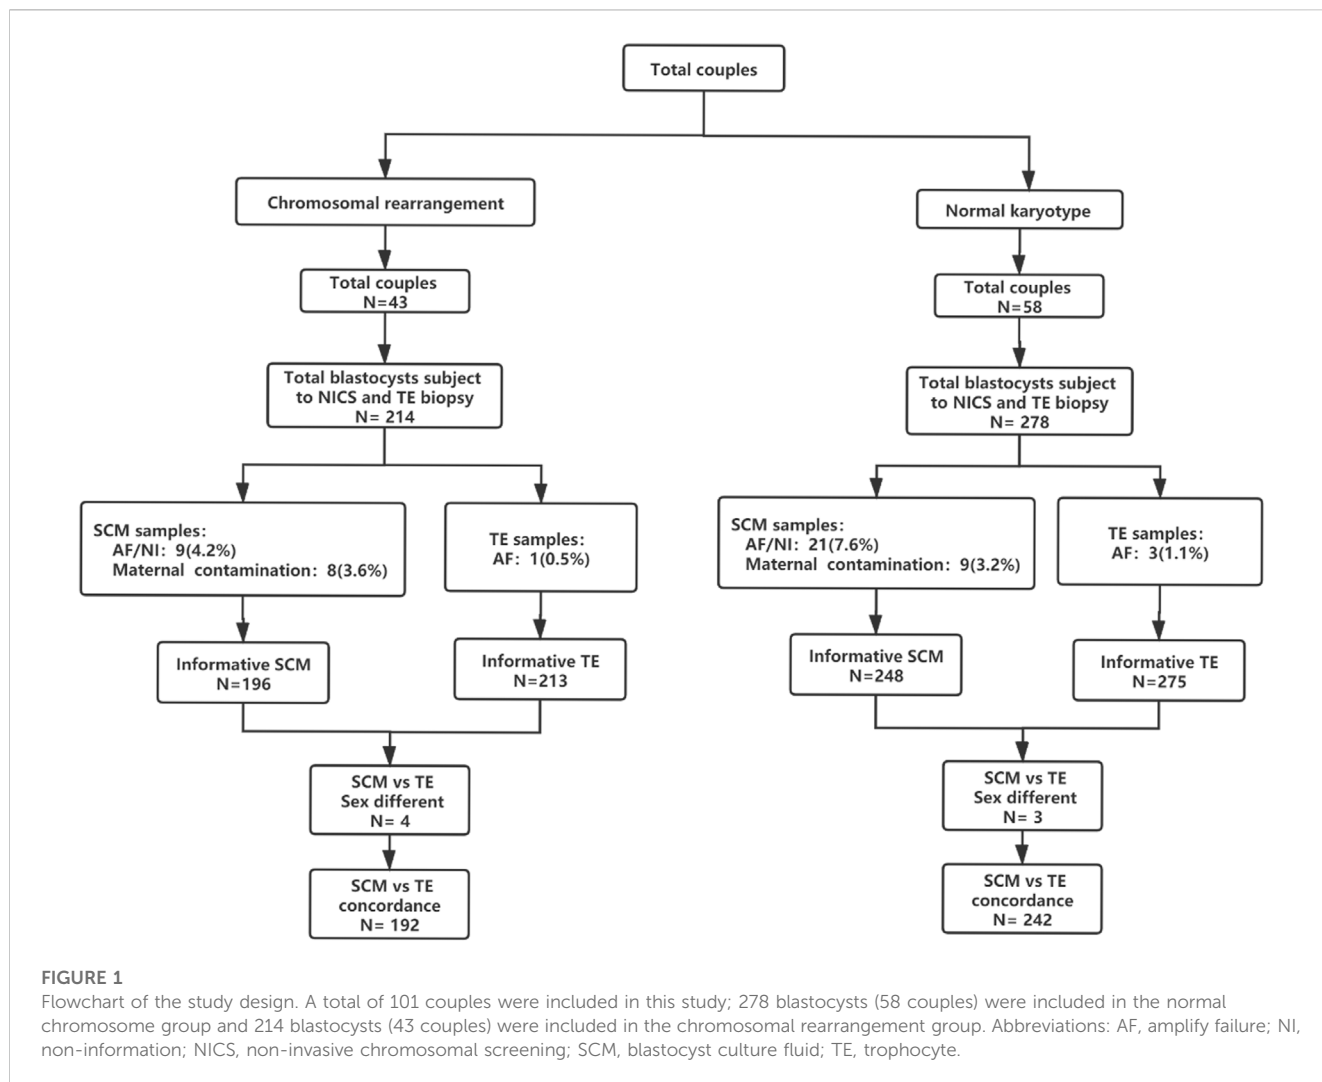 Total couples
Chromosomal rearrangement
Normal karyotype
Total couples
N=43
Total couples
N=58
Total blastocysts subject
to NICS and TE biopsy
N= 214
Total blastocysts subject
to NICS and TE biopsy
N= 278
SCM samples:
AF/NI: 9(4.2%)
Maternal contamination: 8(3.6%)
TE samples:
AF: 1(0.5%)
SCM samples:
AF/NI: 21(7.6%)
Maternal contamination: 9(3.2%)
TE samples:
AF: 3(1.1%)
Informative SCM
N=196
Informative TE
N=213
Informative SCM
N=248
Informative TE
N=275
SCM vs TE
Sex different
N= 4
SCM vs TE
Sex different
N= 3
SCM vs TE
concordance
N= 192
SCM vs TE
concordance
N= 242
FIGURE 1
Flowchart of the study design. A total of 101 couples were included in this study; 278 blastocysts (58 couples) were included in the normal
chromosome group and 214 blastocysts (43 couples) were included in the chromosomal rearrangement group. Abbreviations: AF, amplify failure; NI,
non-information; NICS, non-invasive chromosomal screening; SCM, blastocyst culture fluid; TE, trophocyte.